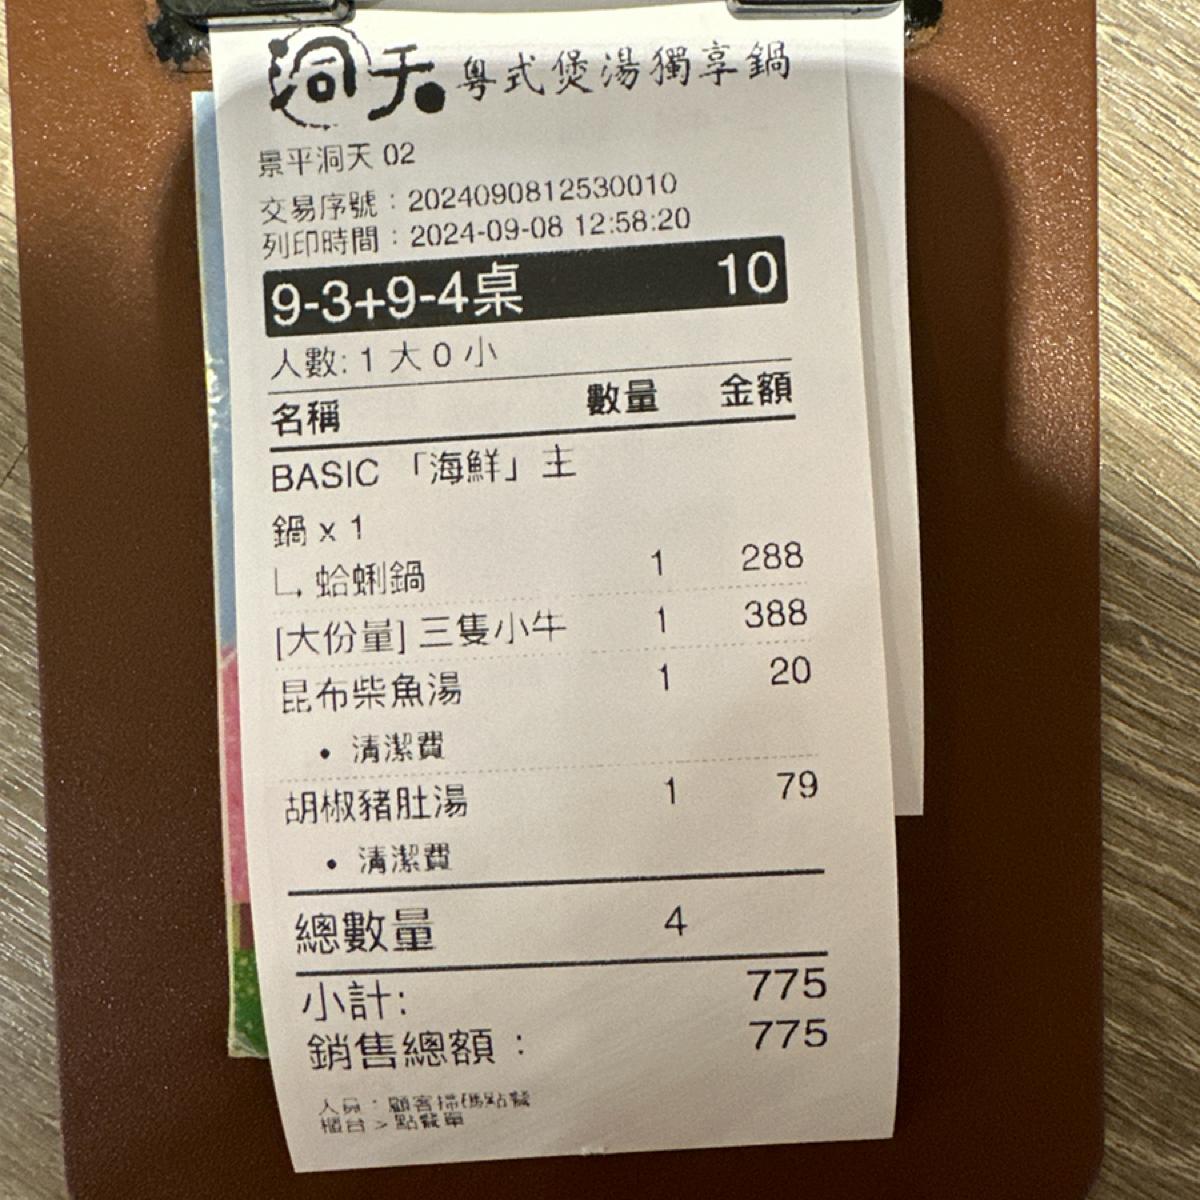 洞天 粵式煲湯獨享鍋
景平洞天 02
交易序號：2024090812530010
列印時間：2024-09-08 12:58:20
9-3+9-4桌 10
人數: 1 大 0 小
名稱 數量 金額
BASIC 「海鮮」主
鍋 x 1
蛤蜊鍋 1 288
[大份量] 三隻小牛 1 388
昆布柴魚湯 1 20
• 清潔費
胡椒豬肚湯 1 79
• 清潔費
總數量 4
小計: 775
銷售總額： 775
人員：顧客掃碼點餐
櫃台 > 點餐單